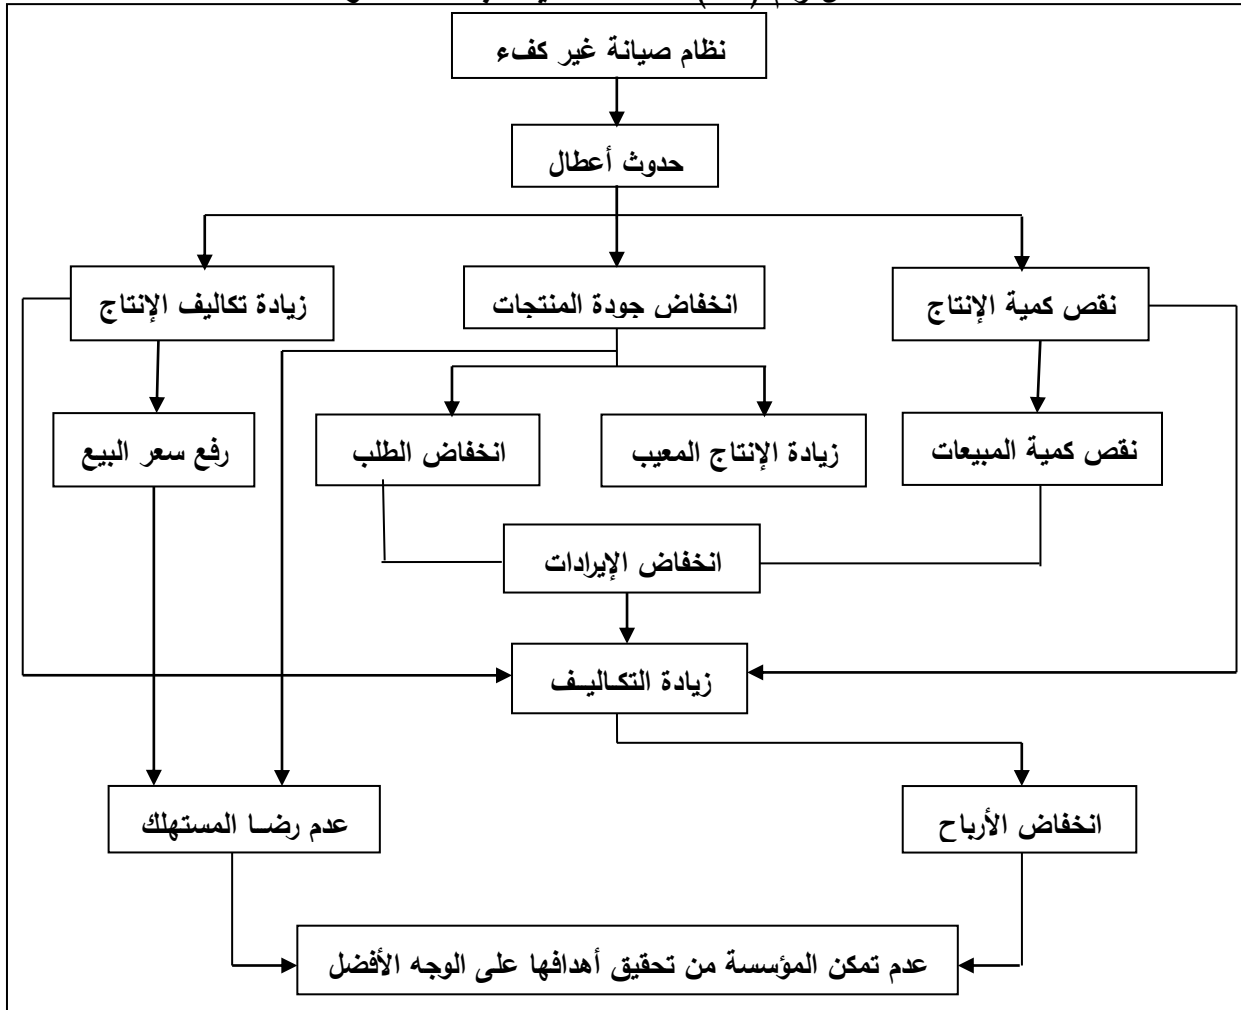 نظام صيانة غير كفء
حدوث أعطال
نقص كمية الإنتاج
انخفاض جودة المنتجات
زيادة تكاليف الإنتاج
نقص كمية المبيعات
زيادة الإنتاج المعيب
انخفاض الطلب
رفع سعر البيع
انخفاض الإيرادات
زيادة التكاليف
انخفاض الأرباح
عدم رضا المستهلك
عدم تمكن المؤسسة من تحقيق أهدافها على الوجه الأفضل